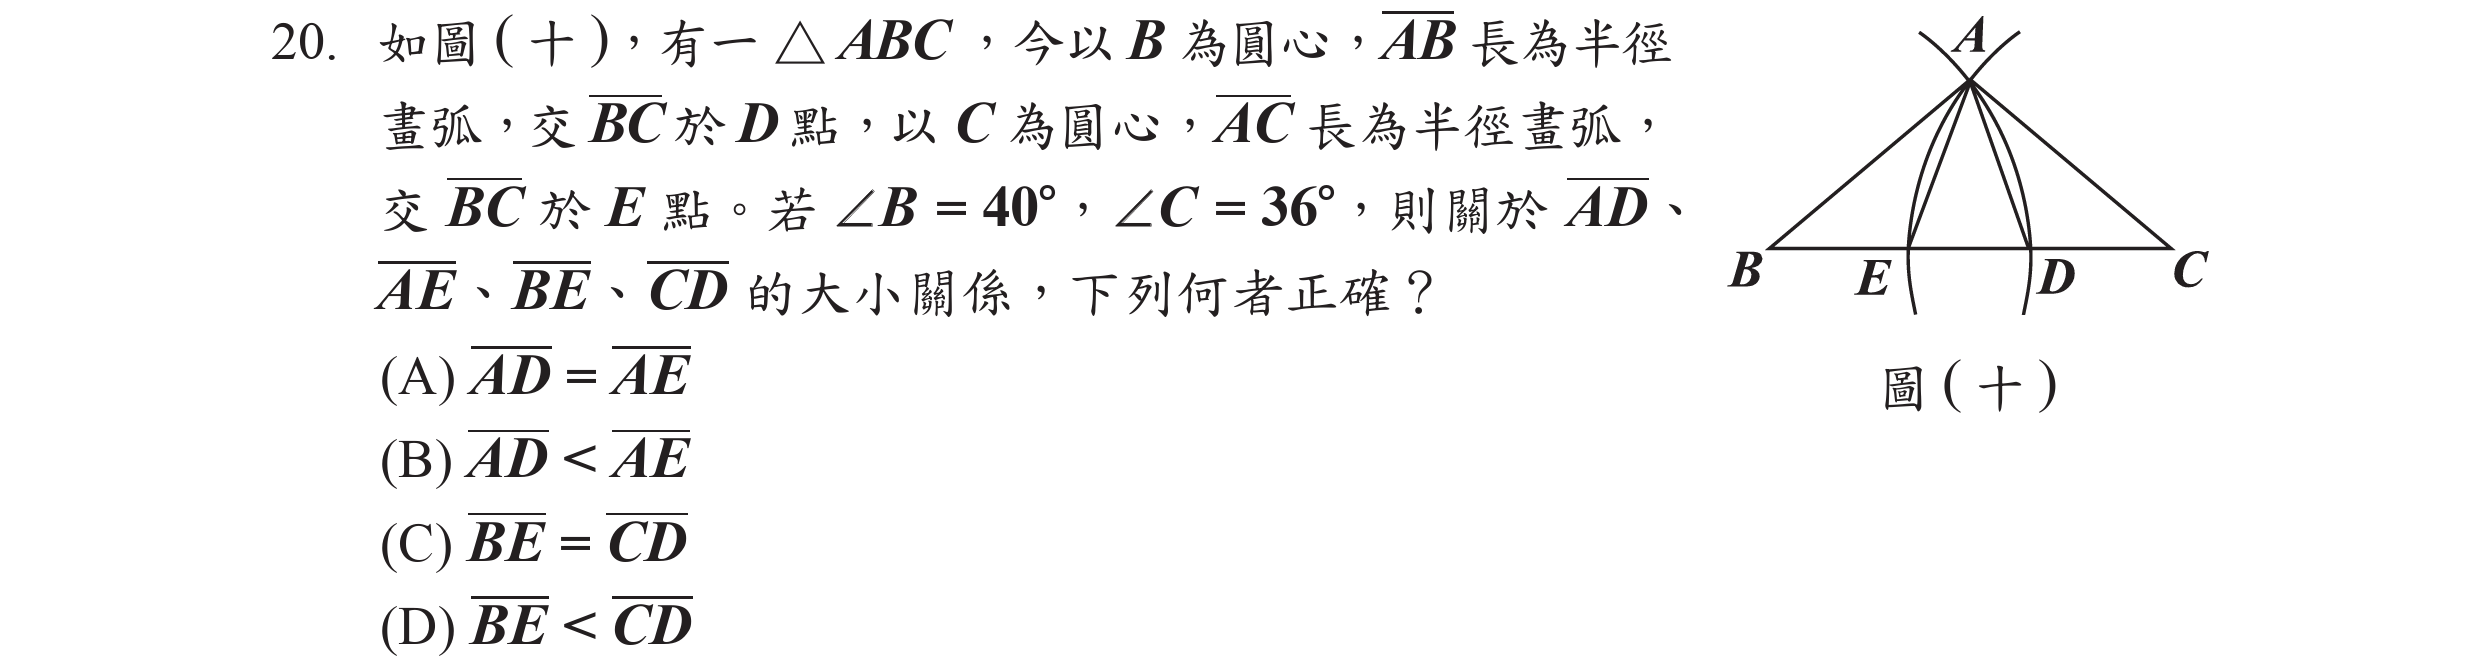 20. 如圖(十)，有一△ABC，今以B為圓心，\overline{AB}長為半徑
畫弧，交\overline{BC}於D點，以C為圓心，\overline{AC}長為半徑畫弧，
交\overline{BC}於E點。若∠B = 40°，∠C = 36°，則關於\overline{AD}、
\overline{AE}、\overline{BE}、\overline{CD}的大小關係，下列何者正確？
(A) \overline{AD} = \overline{AE}
(B) \overline{AD} < \overline{AE}
(C) \overline{BE} = \overline{CD}
(D) \overline{BE} < \overline{CD}
A
B E D C
圖(十)